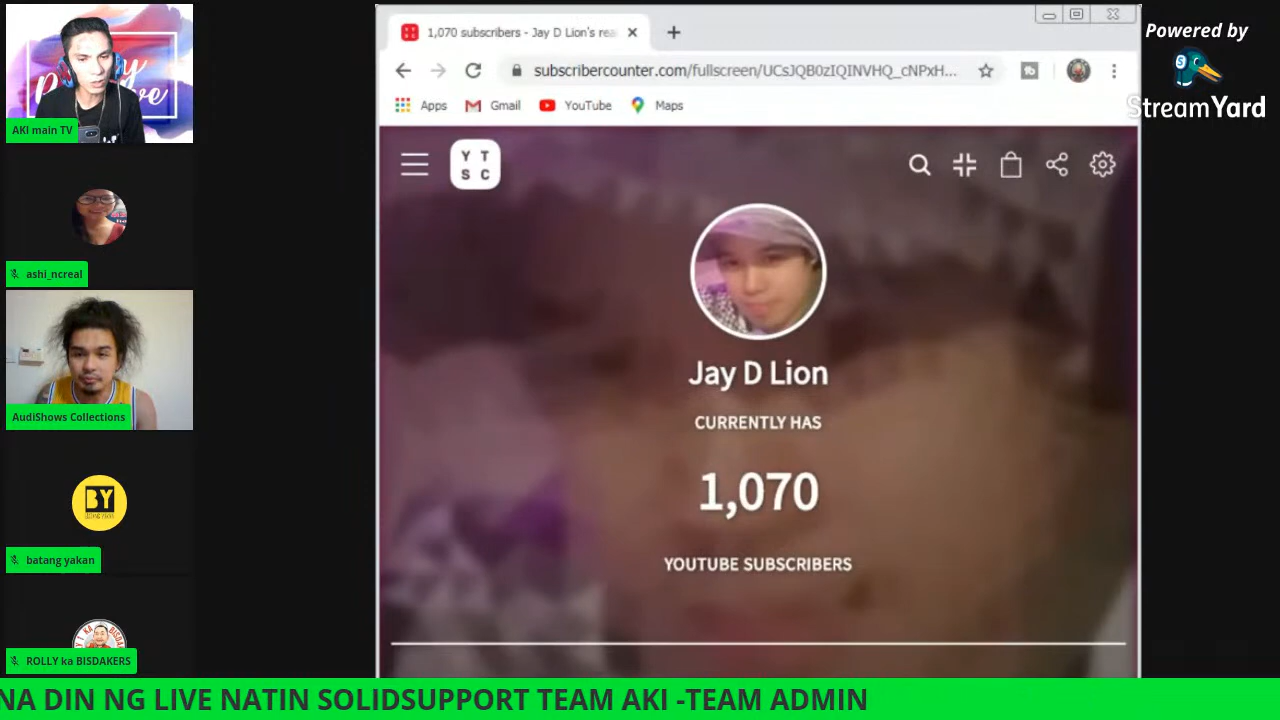 1,070 subscribers - Jay D Lion's rea
subscribercounter.com/fullscreen/UCsJQB0zIQINVHQ_cNPxH...
Apps Gmail YouTube Maps
Powered by
StreamYard
Y T
S C
Jay D Lion
CURRENTLY HAS
1,070
YOUTUBE SUBSCRIBERS
AKI main TV
ashi_ncreal
AudiShows Collections
BY
batang yakan
ROLLY ka BISDAKERS
NA DIN NG LIVE NATIN SOLIDSUPPORT TEAM AKI -TEAM ADMIN